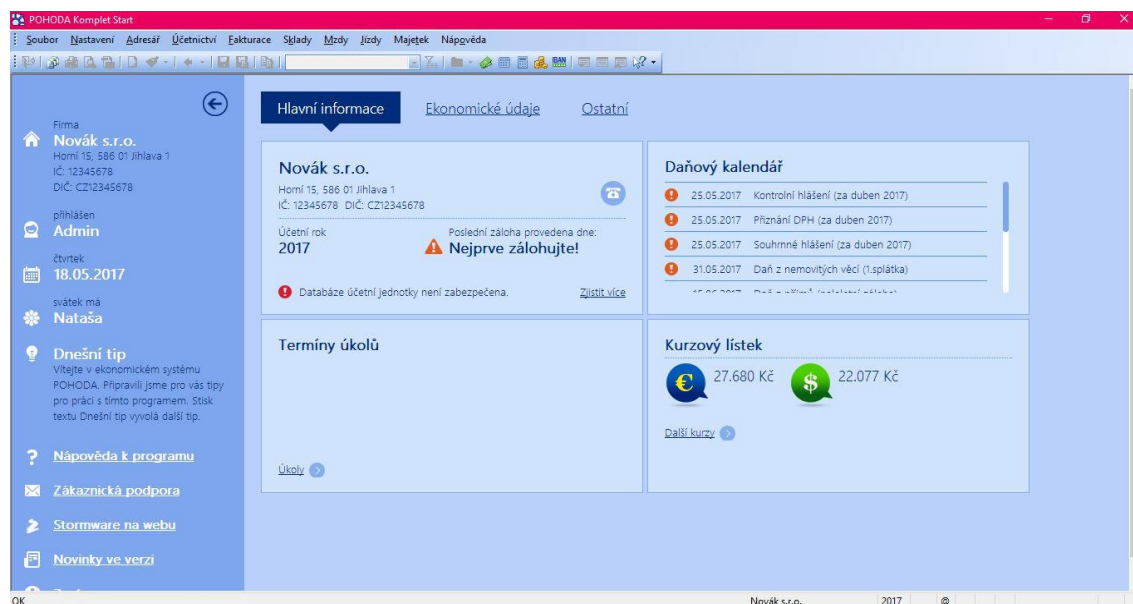 POHODA Komplet Start
Soubor Nastavení Adresář Účetnictví Fakturace Sklady Mzdy Jízdy Majetek Nápověda
Firma
Novák s.r.o.
Horní 15, 586 01 Jihlava 1
IČ: 12345678
DIČ: CZ12345678
přihlášen
Admin
čtvrtek
18.05.2017
svátek má
Nataša
Dnešní tip
Vítejte v ekonomickém systému
POHODA. Připravili jsme pro vás tipy
pro práci s tímto programem. Stisk
textu Dnešní tip vyvolá další tip.
Nápověda k programu
Zákaznická podpora
Stormware na webu
Novinky ve verzi
Hlavní informace Ekonomické údaje Ostatní
Novák s.r.o.
Horní 15, 586 01 Jihlava 1
IČ: 12345678 DIČ: CZ12345678
Účetní rok
2017
Poslední záloha provedena dne:
Nejprve zálohujte!
Databáze účetní jednotky není zabezpečena. Zjistit více
Daňový kalendář
25.05.2017 Kontrolní hlášení (za duben 2017)
25.05.2017 Přiznání DPH (za duben 2017)
25.05.2017 Souhrnné hlášení (za duben 2017)
31.05.2017 Daň z nemovitých věcí (1.splátka)
Termíny úkolů
Úkoly
Kurzový lístek
€ 27.680 Kč $ 22.077 Kč
Další kurzy
OK Novák s.r.o. 2017 @